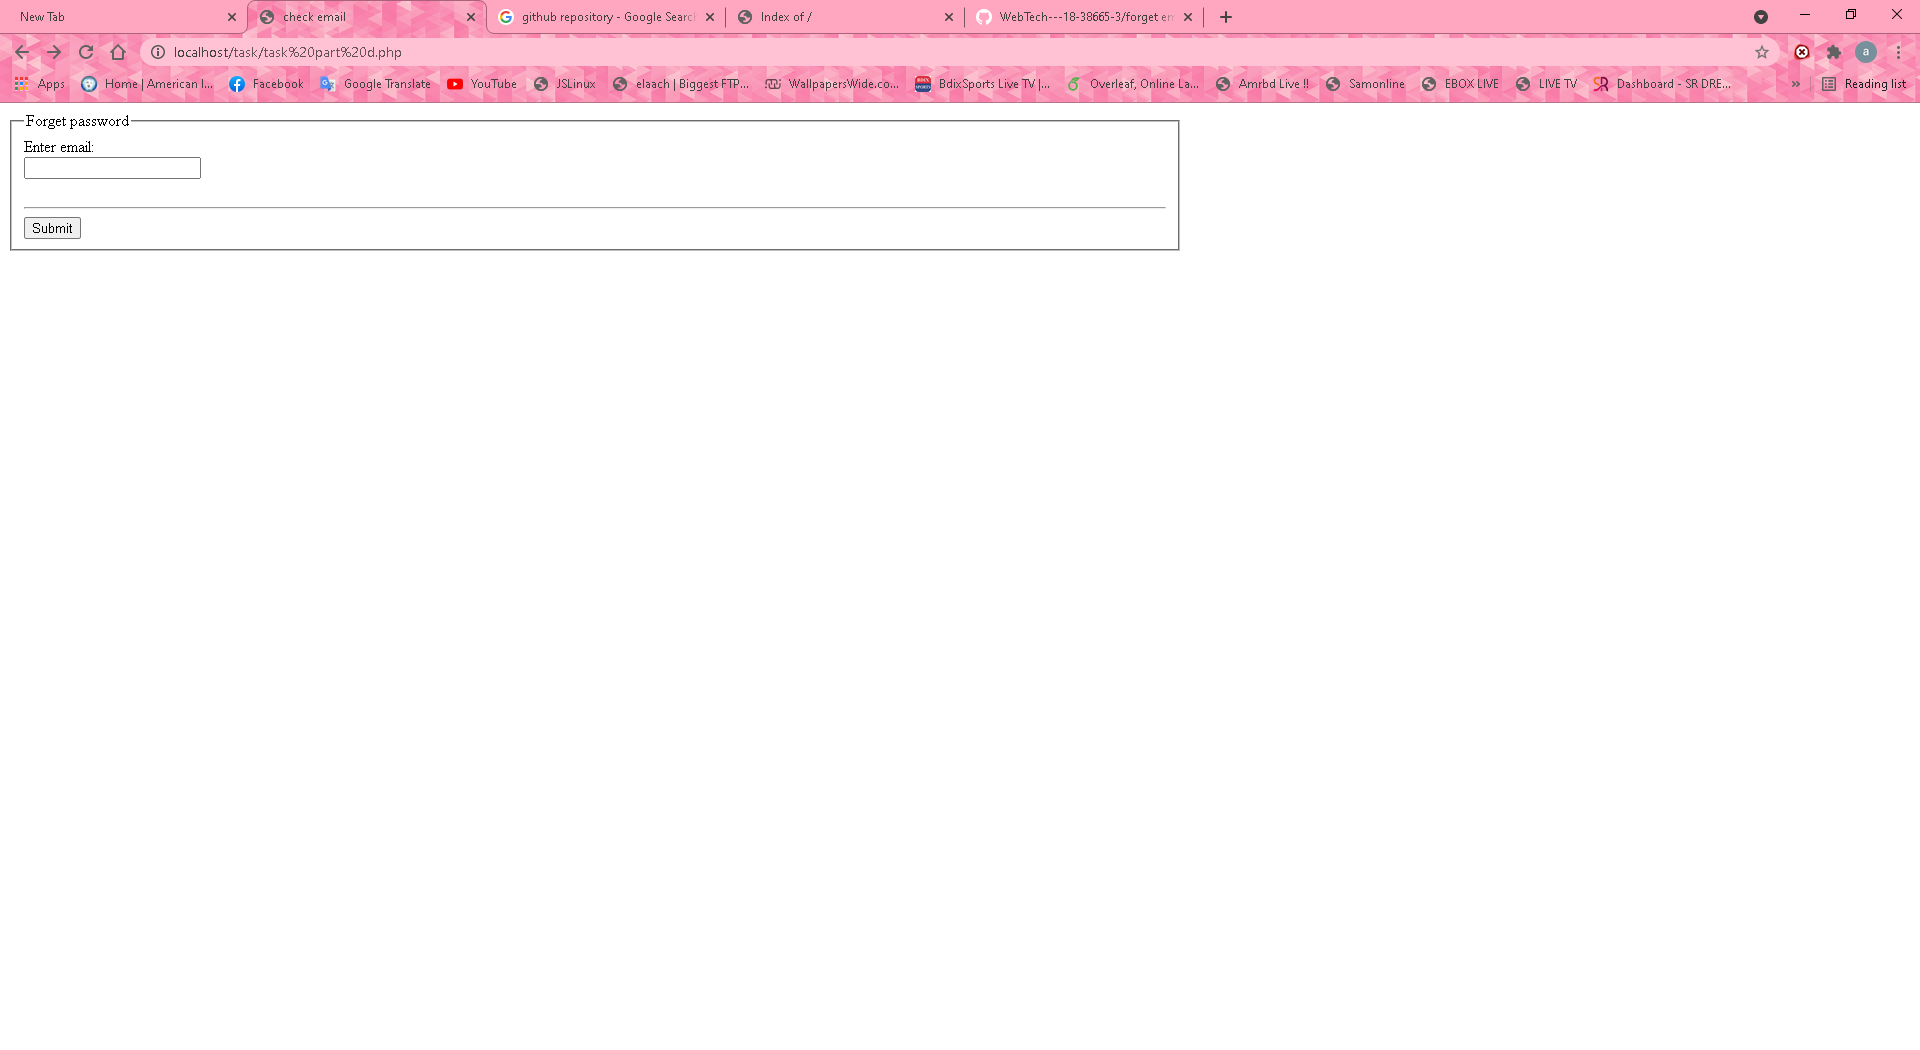 New Tab
check email
github repository - Google Searc
Index of /
WebTech---18-38665-3/forget em
localhost/task/task%20part%20d.php
a
Apps
Home | American I...
Facebook
Google Translate
YouTube
JSLinux
elaach | Biggest FTP...
WallpapersWide.co...
BdixSports Live TV |...
Overleaf, Online La...
Amrbd Live !!
Samonline
EBOX LIVE
LIVE TV
Dashboard - SR DRE...
»
Reading list
Forget password
Enter email:
Submit